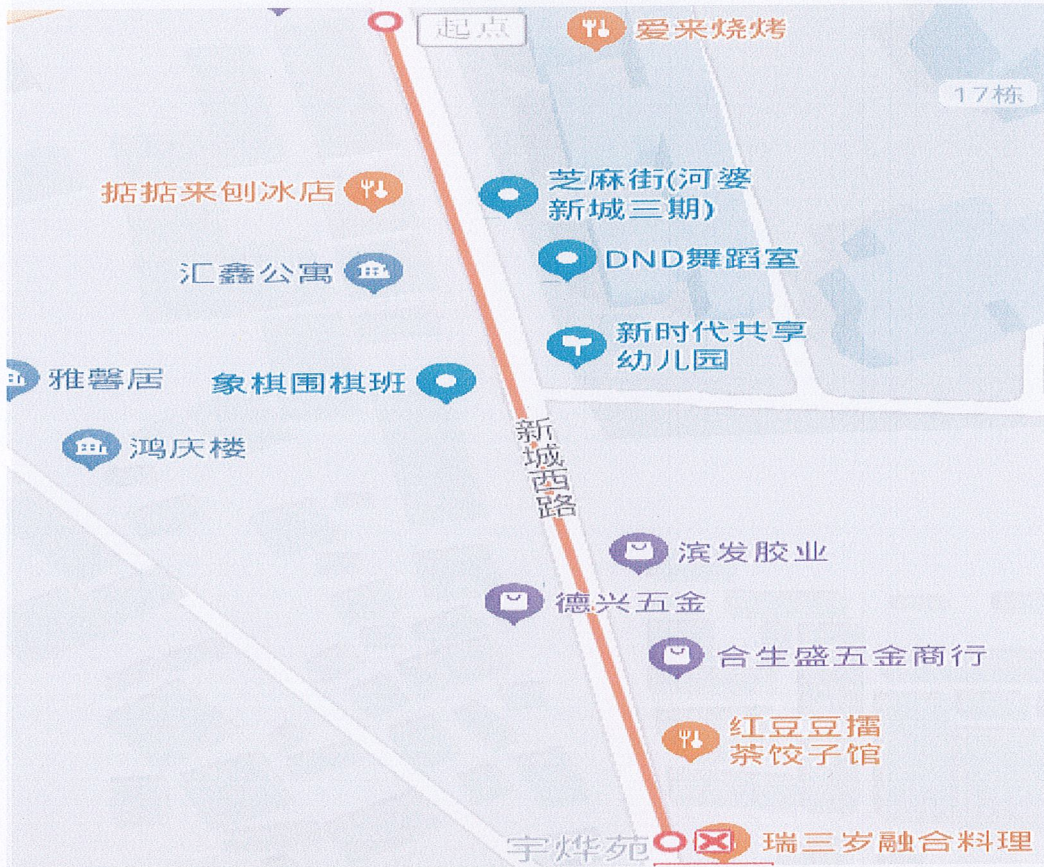 起点
爱来烧烤
17栋
掂掂来刨冰店
芝麻街(河婆
新城三期)
汇鑫公寓
DND舞蹈室
新时代共享
幼儿园
雅馨居
象棋围棋班
鸿庆楼
新城西路
滨发胶业
德兴五金
合生盛五金商行
红豆豆擂
茶饺子馆
宇烨苑
瑞三岁融合料理